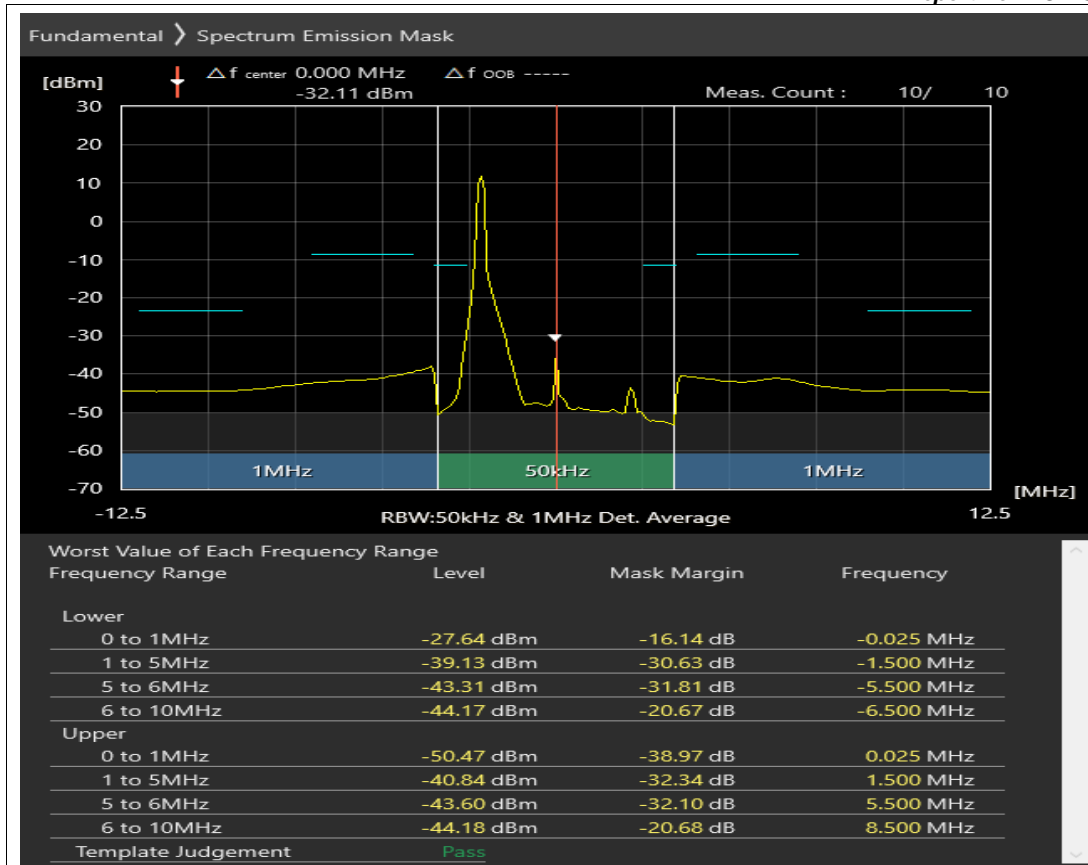 Fundamental ❯ Spectrum Emission Mask
[dBm] △f center 0.000 MHz △f OOB -----
-32.11 dBm Meas. Count : 10/ 10
30
20
10
0
-10
-20
-30
-40
-50
-60
-70
1MHz 50kHz 1MHz
[MHz]
-12.5 RBW:50kHz & 1MHz Det. Average 12.5
Worst Value of Each Frequency Range
Frequency Range Level Mask Margin Frequency
Lower
0 to 1MHz -27.64 dBm -16.14 dB -0.025 MHz
1 to 5MHz -39.13 dBm -30.63 dB -1.500 MHz
5 to 6MHz -43.31 dBm -31.81 dB -5.500 MHz
6 to 10MHz -44.17 dBm -20.67 dB -6.500 MHz
Upper
0 to 1MHz -50.47 dBm -38.97 dB 0.025 MHz
1 to 5MHz -40.84 dBm -32.34 dB 1.500 MHz
5 to 6MHz -43.60 dBm -32.10 dB 5.500 MHz
6 to 10MHz -44.18 dBm -20.68 dB 8.500 MHz
Template Judgement Pass